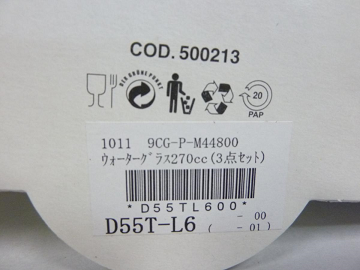 COD. 500213
DER GRÜNE PUNKT
20
PAP
1011 9CG-P-M44800
ウォーターグラス270cc(3点セット)
*D55TL600*
D55T-L6 - 00
( - 01)